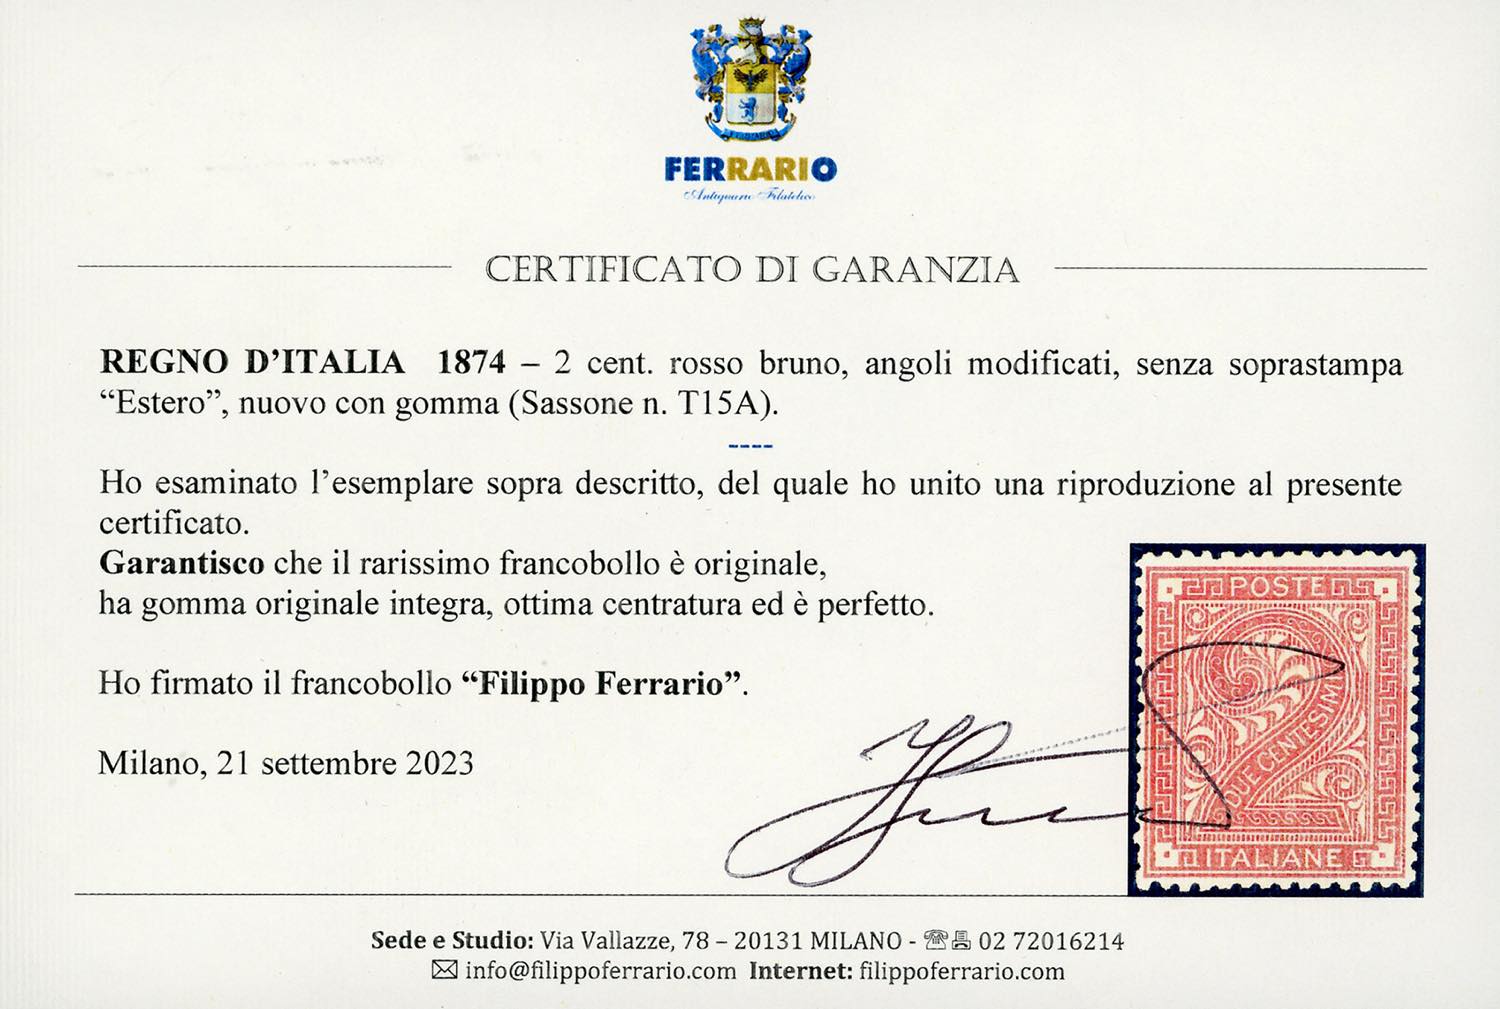 FERRARIO
Antiquario Filatelico
CERTIFICATO DI GARANZIA
REGNO D'ITALIA 1874 – 2 cent. rosso bruno, angoli modificati, senza soprastampa
“Estero”, nuovo con gomma (Sassone n. T15A).
----
Ho esaminato l'esemplare sopra descritto, del quale ho unito una riproduzione al presente
certificato.
Garantisco che il rarissimo francobollo è originale,
ha gomma originale integra, ottima centratura ed è perfetto.
POSTE
DUE CENTESIMI
ITALIANE
Ho firmato il francobollo “Filippo Ferrario”.
Milano, 21 settembre 2023
Sede e Studio: Via Vallazze, 78 – 20131 MILANO - ☎ 02 72016214
✉ info@filippoferrario.com Internet: filippoferrario.com